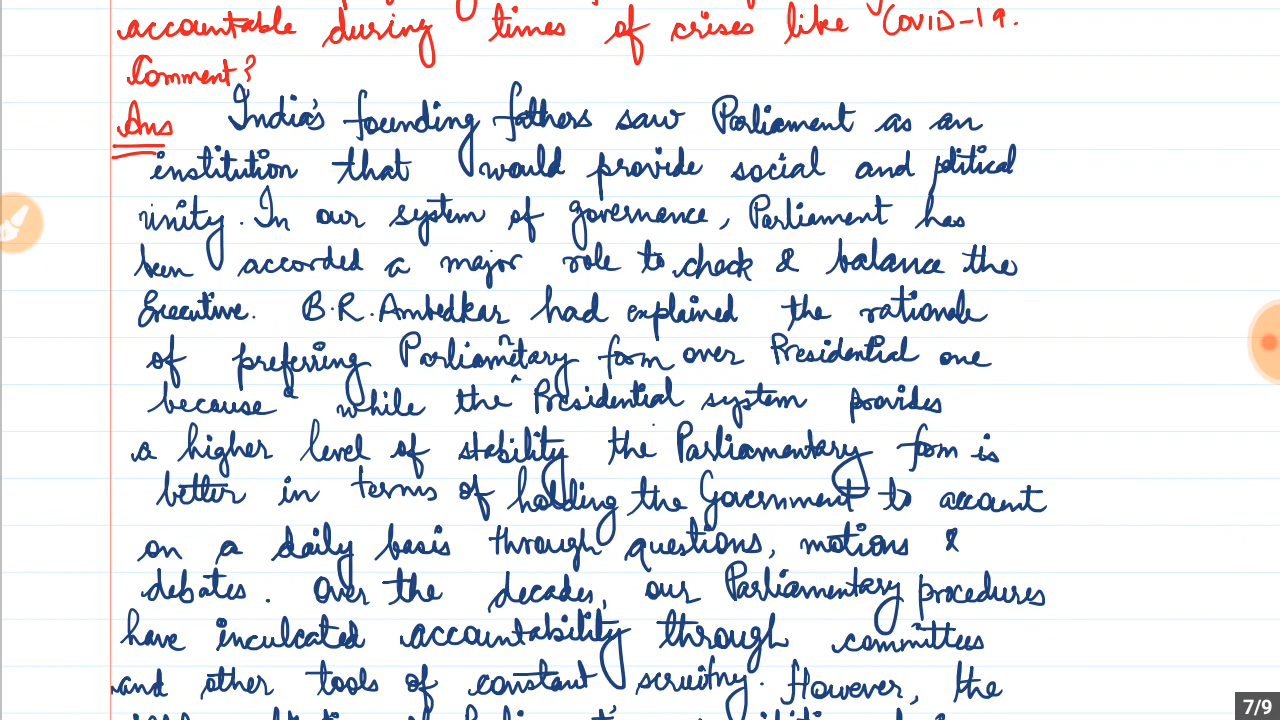 accountable during times of crises like COVID-19.
Comment?
Ans India's founding fathers saw Parliament as an
institution that would provide social and political
unity. In our system of governance, Parliament has
been accorded a major role to check & balance the
Executive. B.R. Ambedkar had explained the rationale
of preferring Parliamentary form over Presidential one
because "while the Presidential system provides
a higher level of stability the Parliamentary form is
better in terms of holding the Government to account
on a daily basis through questions, motions &
debates. Over the decades, our Parliamentary procedures
have inculcated accountability through committees
and other tools of constant scruitny. However, the
7/9